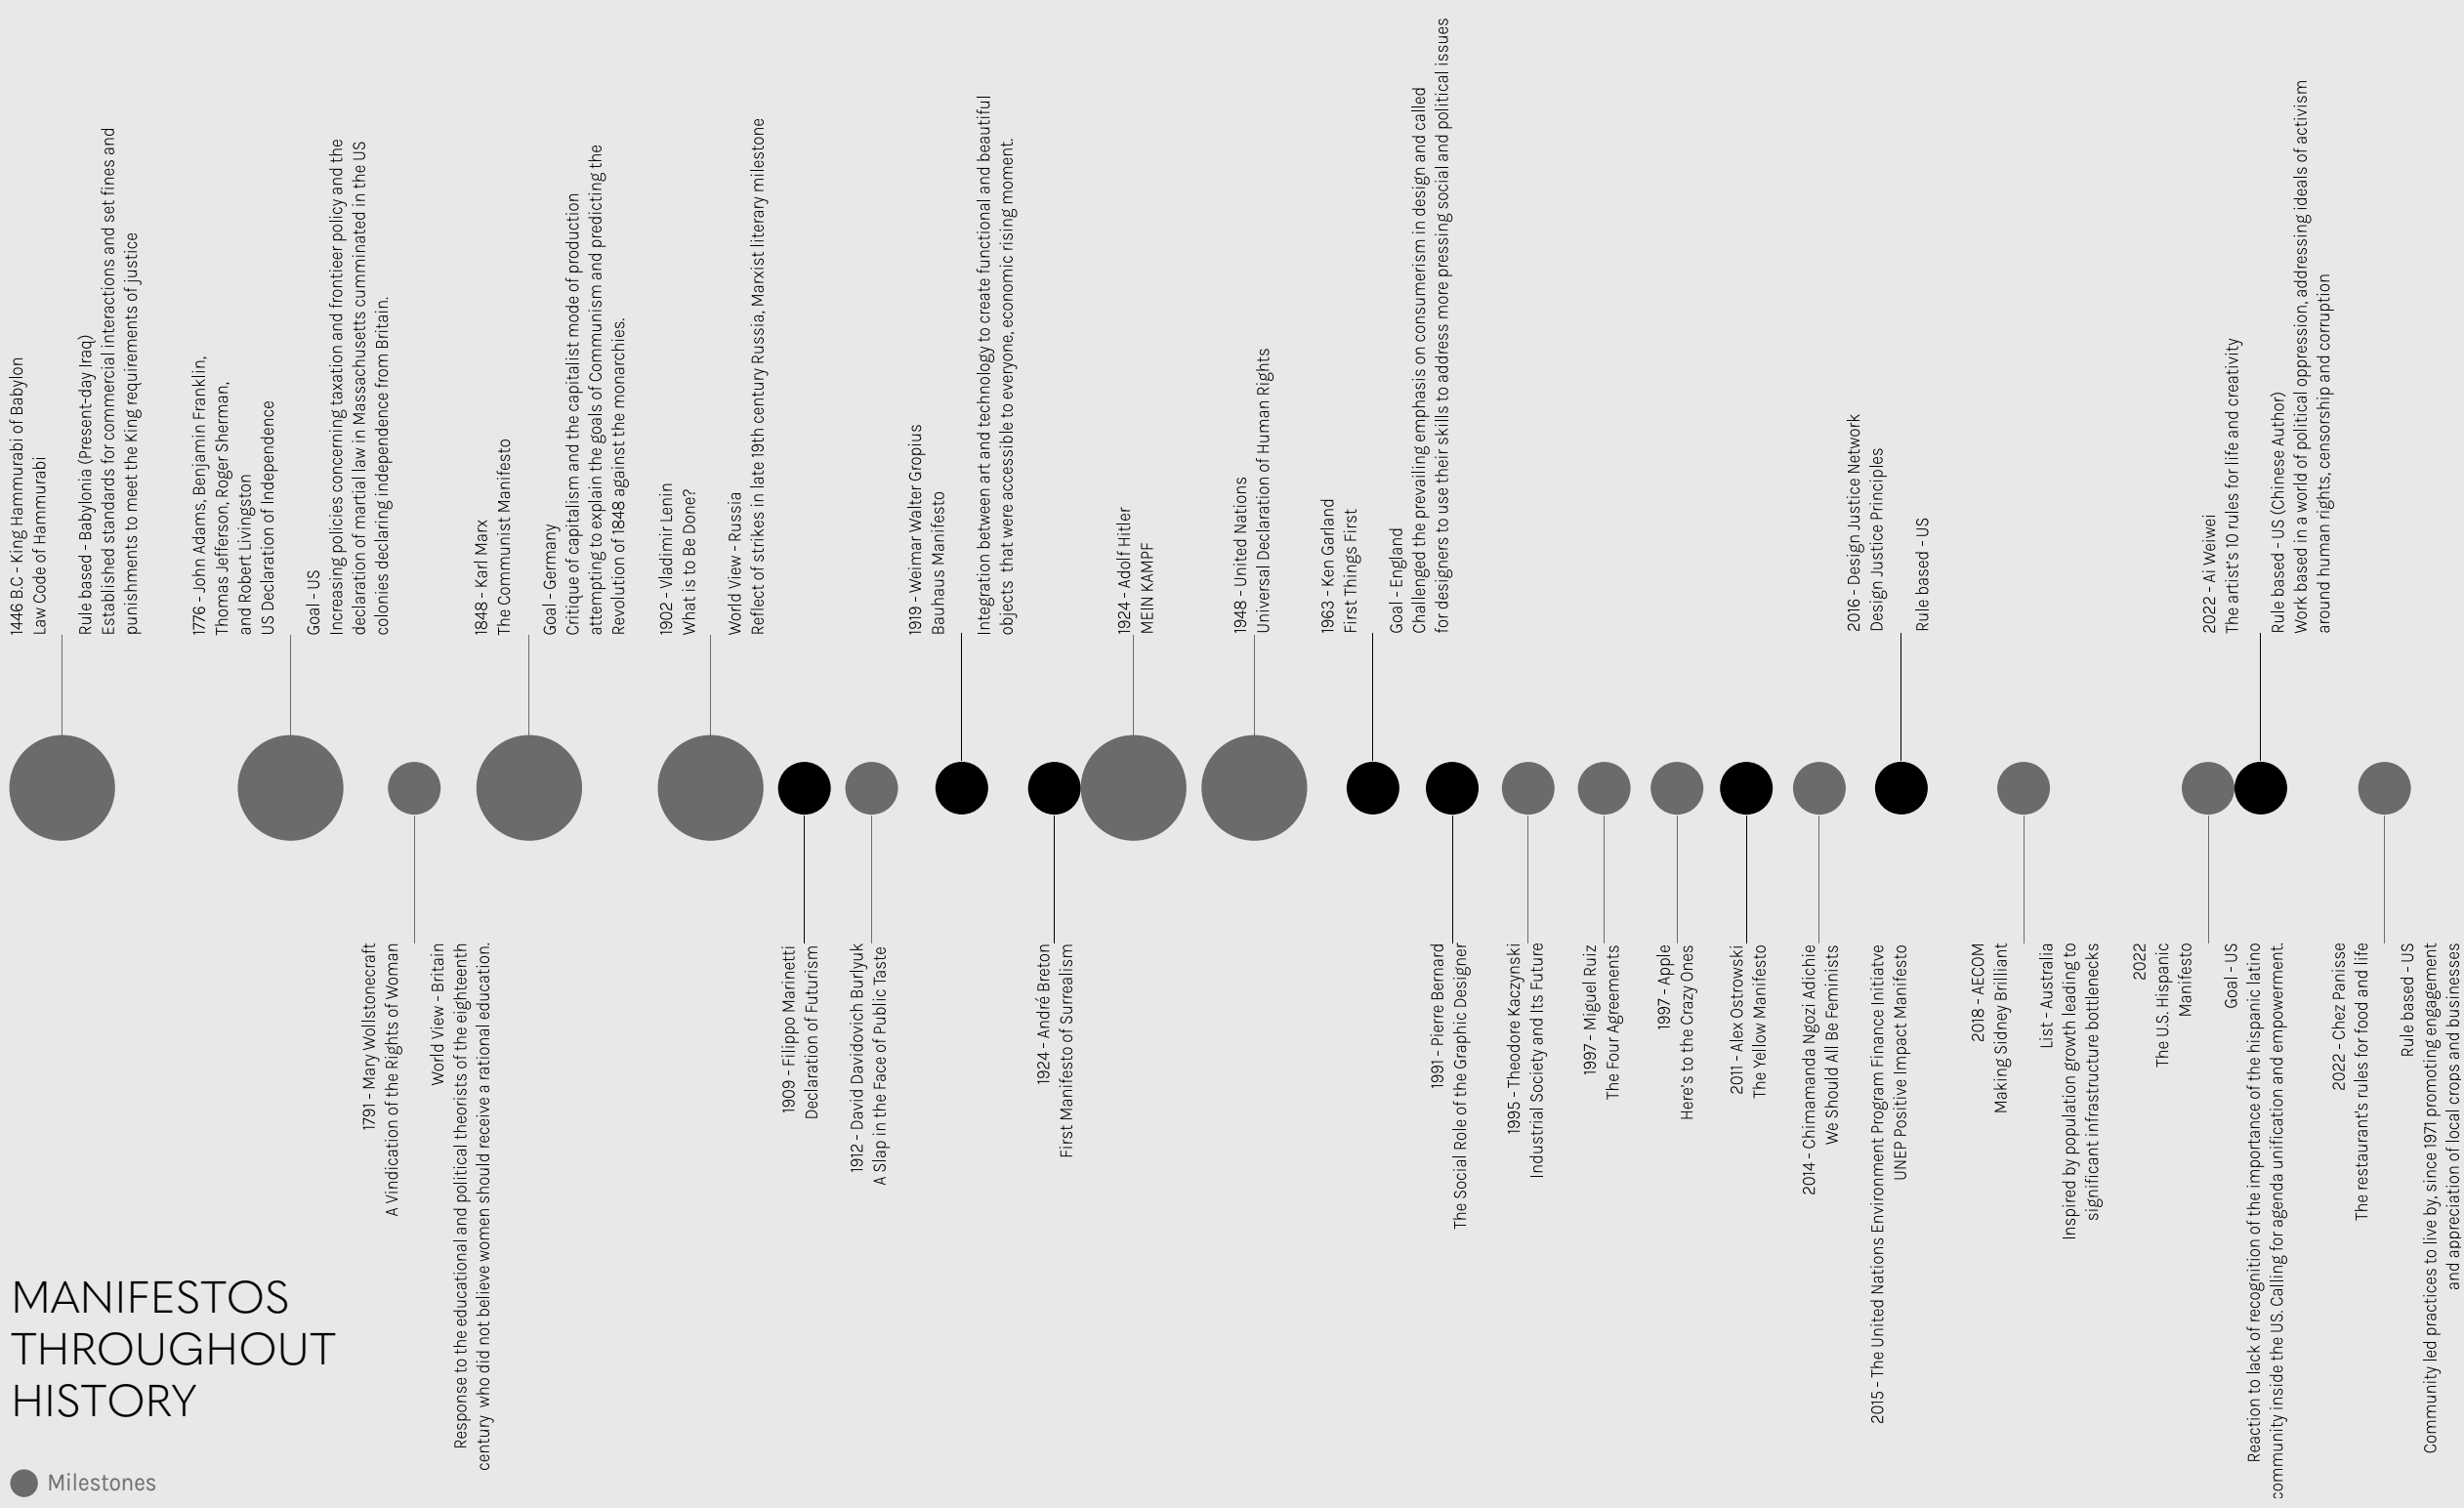 1446 B.C - King Hammurabi of Babylon
Law Code of Hammurabi
Rule based - Babylonia (Present-day Iraq)
Established standards for commercial interactions and set fines and
punishments to meet the King requirements of justice
1776 - John Adams, Benjamin Franklin,
Thomas Jefferson, Roger Sherman,
and Robert Livingston
US Declaration of Independence
Goal - US
Increasing policies concerning taxation and frontieer policy and the
declaration of martial law in Massachusetts cumminated in the US
colonies declaring independence from Britain.
1848 - Karl Marx
The Communist Manifesto
Goal - Germany
Critique of capitalism and the capitalist mode of production
attempting to explain the goals of Communism and predicting the
Revolution of 1848 against the monarchies.
1902 - Vladimir Lenin
What is to Be Done?
World View - Russia
Reflect of strikes in late 19th century Russia, Marxist literary milestone
1919 - Weimar Walter Gropius
Bauhaus Manifesto
Integration between art and technology to create functional and beautiful
objects that were accessible to everyone, economic rising moment.
1924 - Adolf Hitler
MEIN KAMPF
1948 - United Nations
Universal Declaration of Human Rights
1963 - Ken Garland
First Things First
Goal - England
Challenged the prevailing emphasis on consumerism in design and called
for designers to use their skills to address more pressing social and political issues
2016 - Design Justice Network
Design Justice Principles
Rule based - US
2022 - Ai Weiwei
The artist's 10 rules for life and creativity
Rule based - US (Chinese Author)
Work based in a world of political oppression, addressing ideals of activism
around human rights, censorship and corruption
1791 - Mary Wollstonecraft
A Vindication of the Rights of Woman
World View - Britain
Response to the educational and political theorists of the eighteenth
century who did not believe women should receive a rational education.
1909 - Filippo Marinetti
Declaration of Futurism
1912 - David Davidovich Burlyuk
A Slap in the Face of Public Taste
1924 - André Breton
First Manifesto of Surrealism
1991 - Pierre Bernard
The Social Role of the Graphic Designer
1995 - Theodore Kaczynski
Industrial Society and Its Future
1997 - Miguel Ruiz
The Four Agreements
1997 - Apple
Here's to the Crazy Ones
2011 - Alex Ostrowski
The Yellow Manifesto
2014 - Chimamanda Ngozi Adichie
We Should All Be Feminists
2015 - The United Nations Environment Program Finance Initiatve
UNEP Positive Impact Manifesto
2018 - AECOM
Making Sidney Brilliant
List - Australia
Inspired by population growth leading to
significant infrastructure bottlenecks
2022
The U.S. Hispanic
Manifesto
Goal - US
Reaction to lack of recognition of the importance of the hispanic latino
community inside the US. Calling for agenda unification and empowerment.
2022 - Chez Panisse
The restaurant's rules for food and life
Rule based - US
Community led practices to live by, since 1971 promoting engagement
and appreciation of local crops and businesses
MANIFESTOS
THROUGHOUT
HISTORY
Milestones